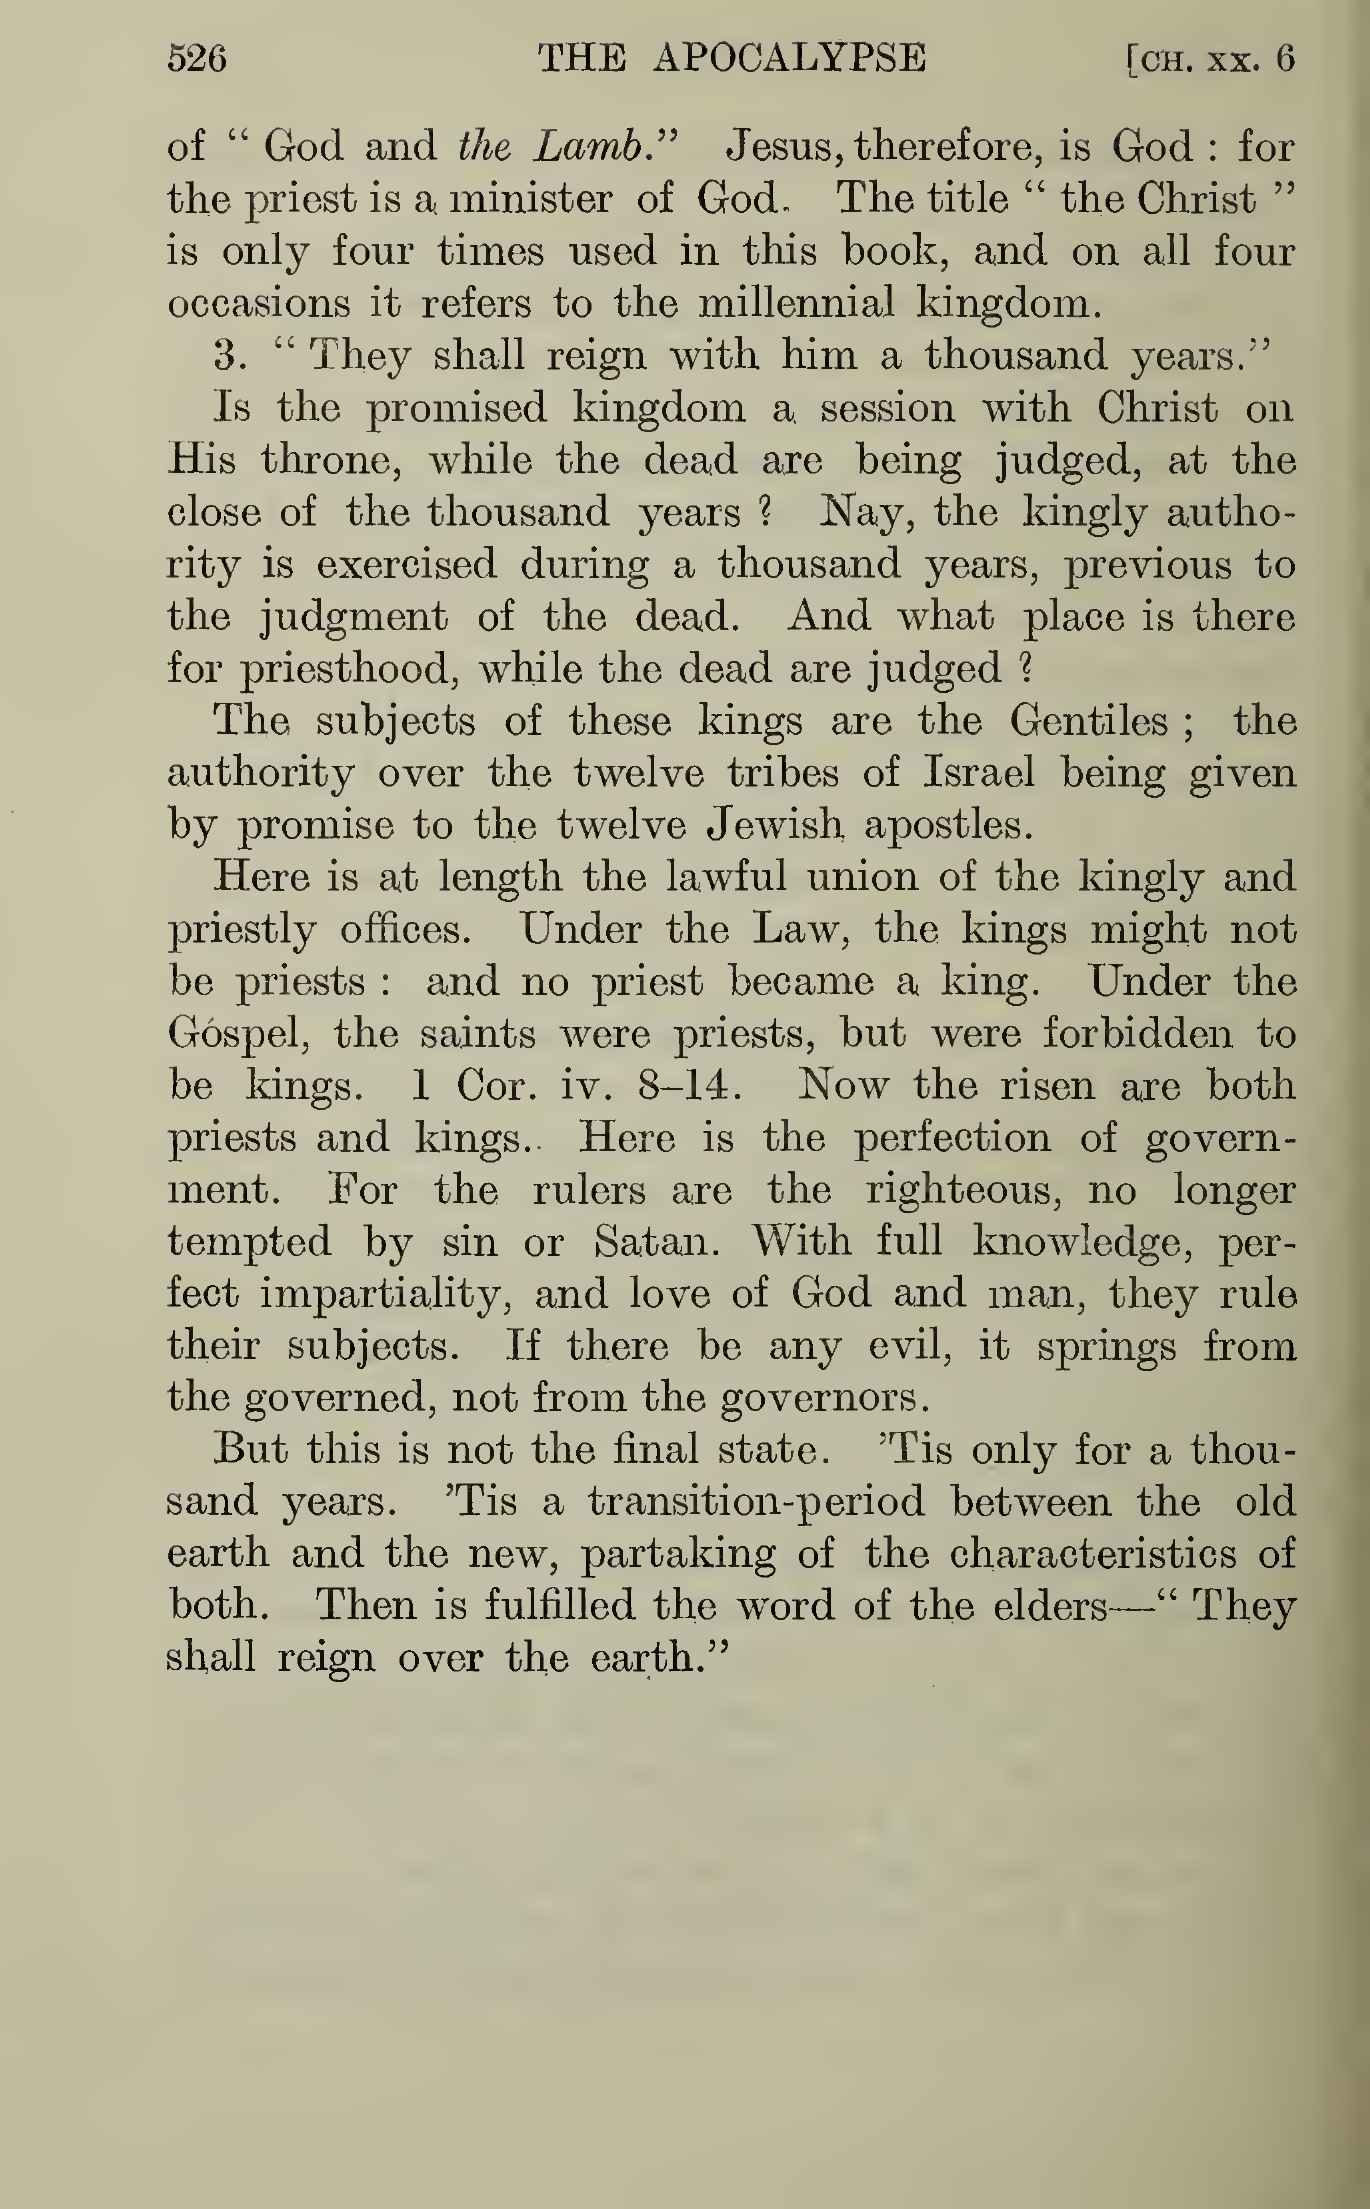 526 THE APOCALYPSE [CH. XX. 6
of “ God and the Lamb.” Jesus, therefore, is God : for
the priest is a minister of God. The title “ the Christ ”
is only four times used in this book, and on all four
occasions it refers to the millennial kingdom.
3. “ They shall reign with him a thousand years.”
Is the promised kingdom a session with Christ on
His throne, while the dead are being judged, at the
close of the thousand years ? Nay, the kingly autho-
rity is exercised during a thousand years, previous to
the judgment of the dead. And what place is there
for priesthood, while the dead are judged ?
The subjects of these kings are the Gentiles ; the
authority over the twelve tribes of Israel being given
by promise to the twelve Jewish apostles.
Here is at length the lawful union of the kingly and
priestly offices. Under the Law, the kings might not
be priests : and no priest became a king. Under the
Gospel, the saints were priests, but were forbidden to
be kings. 1 Cor. iv. 8–14. Now the risen are both
priests and kings. Here is the perfection of govern-
ment. For the rulers are the righteous, no longer
tempted by sin or Satan. With full knowledge, per-
fect impartiality, and love of God and man, they rule
their subjects. If there be any evil, it springs from
the governed, not from the governors.
But this is not the final state. ’Tis only for a thou-
sand years. ’Tis a transition-period between the old
earth and the new, partaking of the characteristics of
both. Then is fulfilled the word of the elders—“ They
shall reign over the earth.”